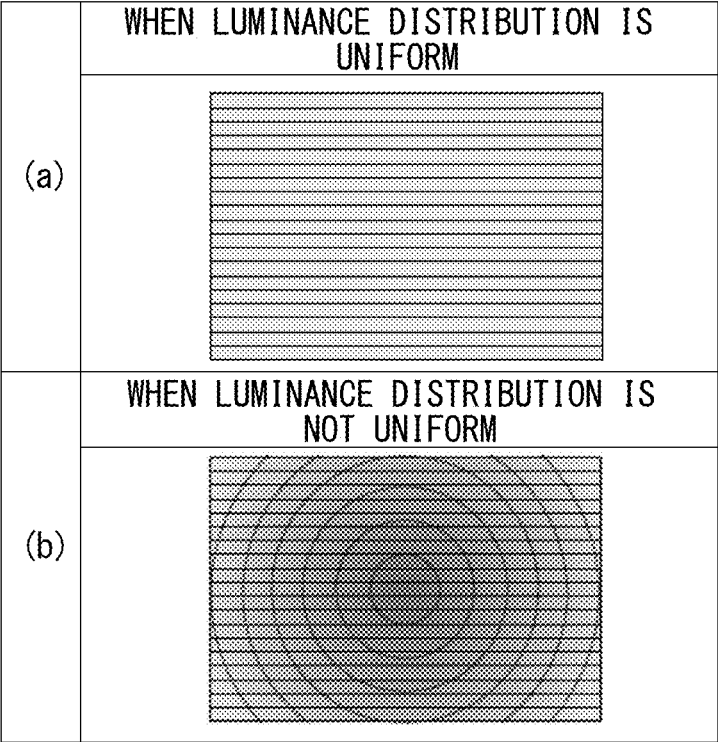 WHEN LUMINANCE DISTRIBUTION IS
UNIFORM
(a)
WHEN LUMINANCE DISTRIBUTION IS
NOT UNIFORM
(b)